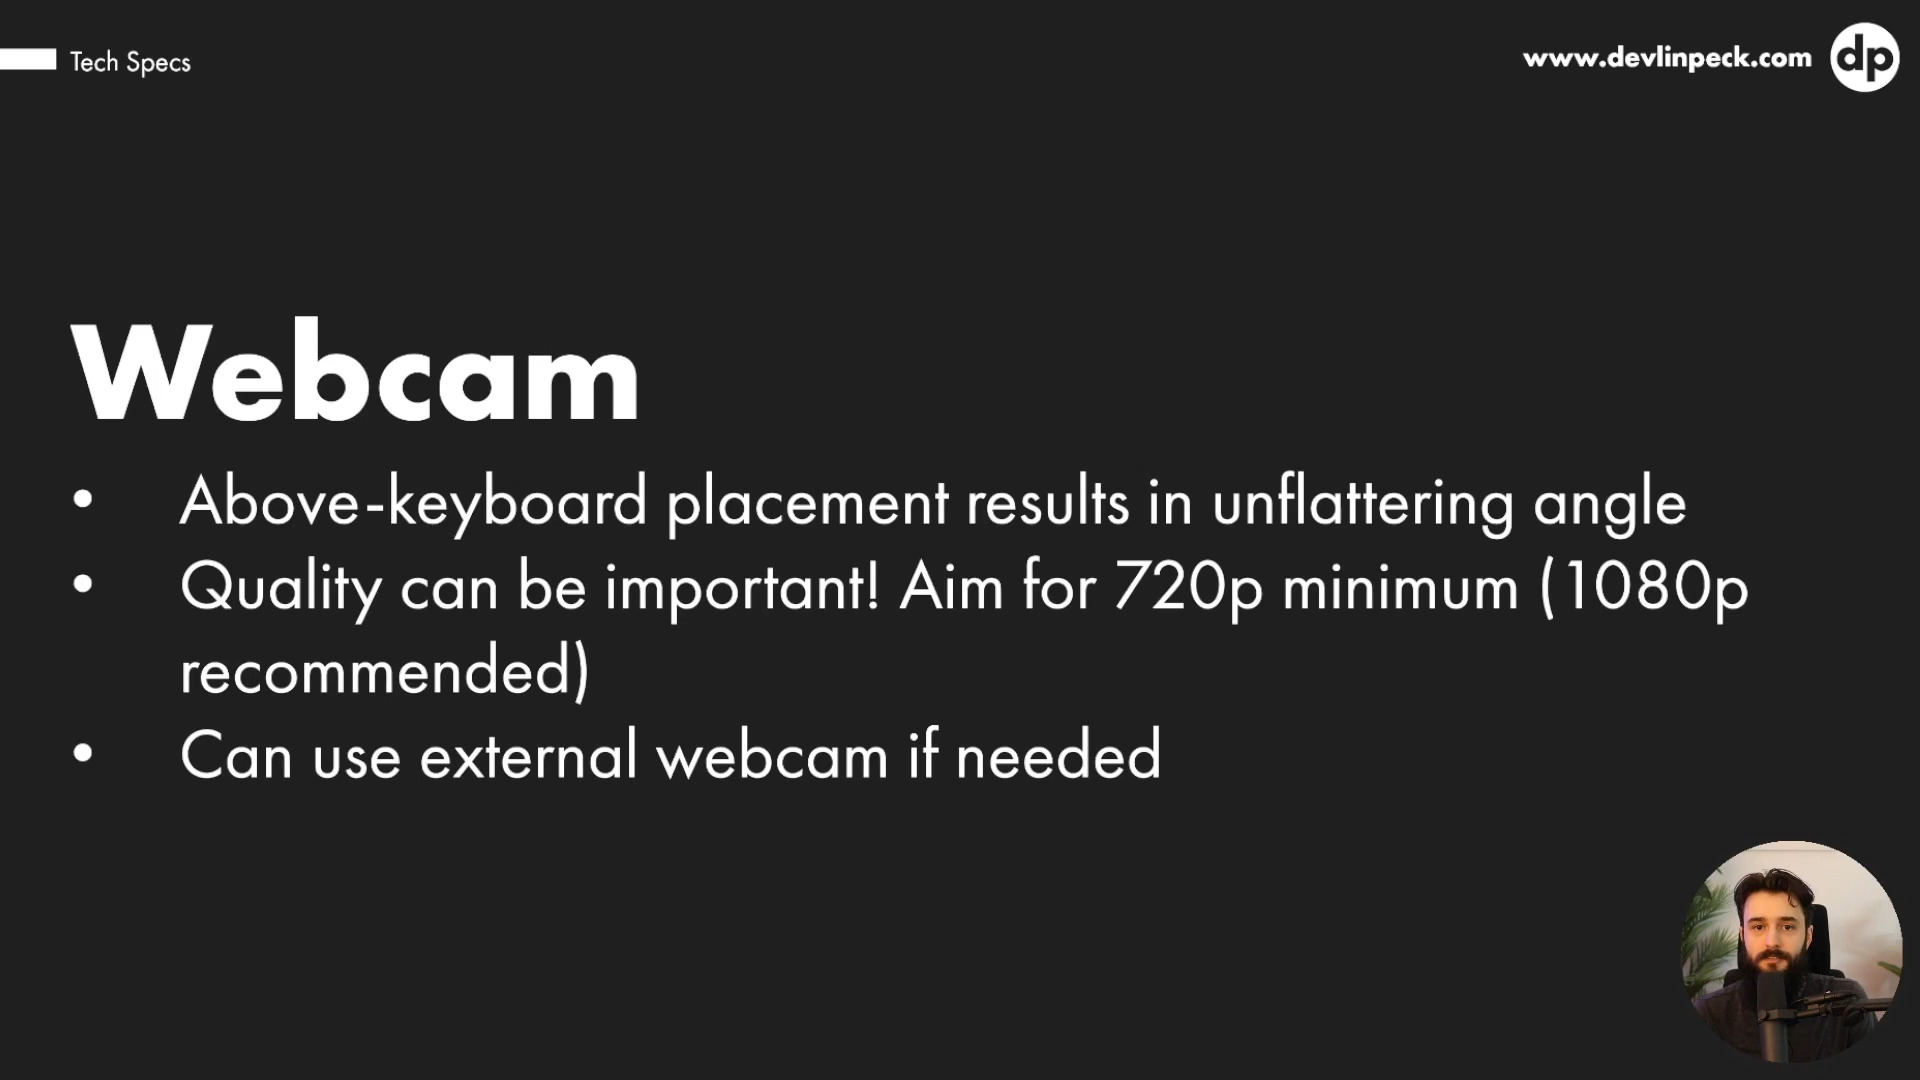 Tech Specs
www.devlinpeck.com
dp
Webcam
• Above-keyboard placement results in unflattering angle
• Quality can be important! Aim for 720p minimum (1080p
recommended)
• Can use external webcam if needed